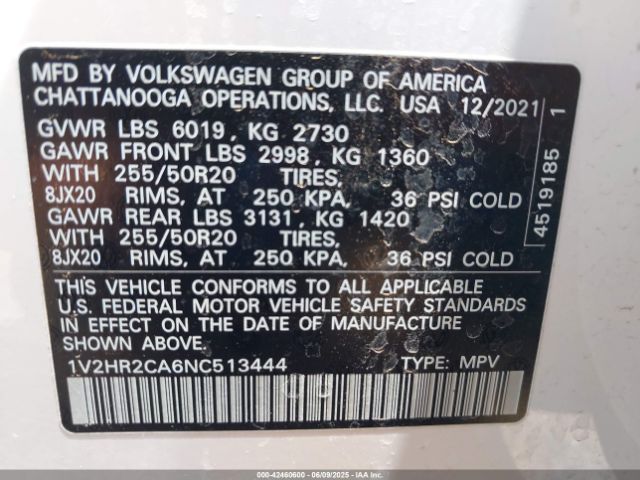 MFD BY VOLKSWAGEN GROUP OF AMERICA
CHATTANOOGA OPERATIONS, LLC. USA 12/2021
GVWR LBS 6019, KG 2730
GAWR FRONT LBS 2998, KG 1360
WITH 255/50R20 TIRES,
8JX20 RIMS, AT 250 KPA, 36 PSI COLD
GAWR REAR LBS 3131, KG 1420
WITH 255/50R20 TIRES,
8JX20 RIMS, AT 250 KPA, 36 PSI COLD
4519185 1
THIS VEHICLE CONFORMS TO ALL APPLICABLE
U.S. FEDERAL MOTOR VEHICLE SAFETY STANDARDS
IN EFFECT ON THE DATE OF MANUFACTURE
SHOWN ABOVE.
1V2HR2CA6NC513444 TYPE: MPV
000-42460600 - 06/09/2025 - IAA Inc.